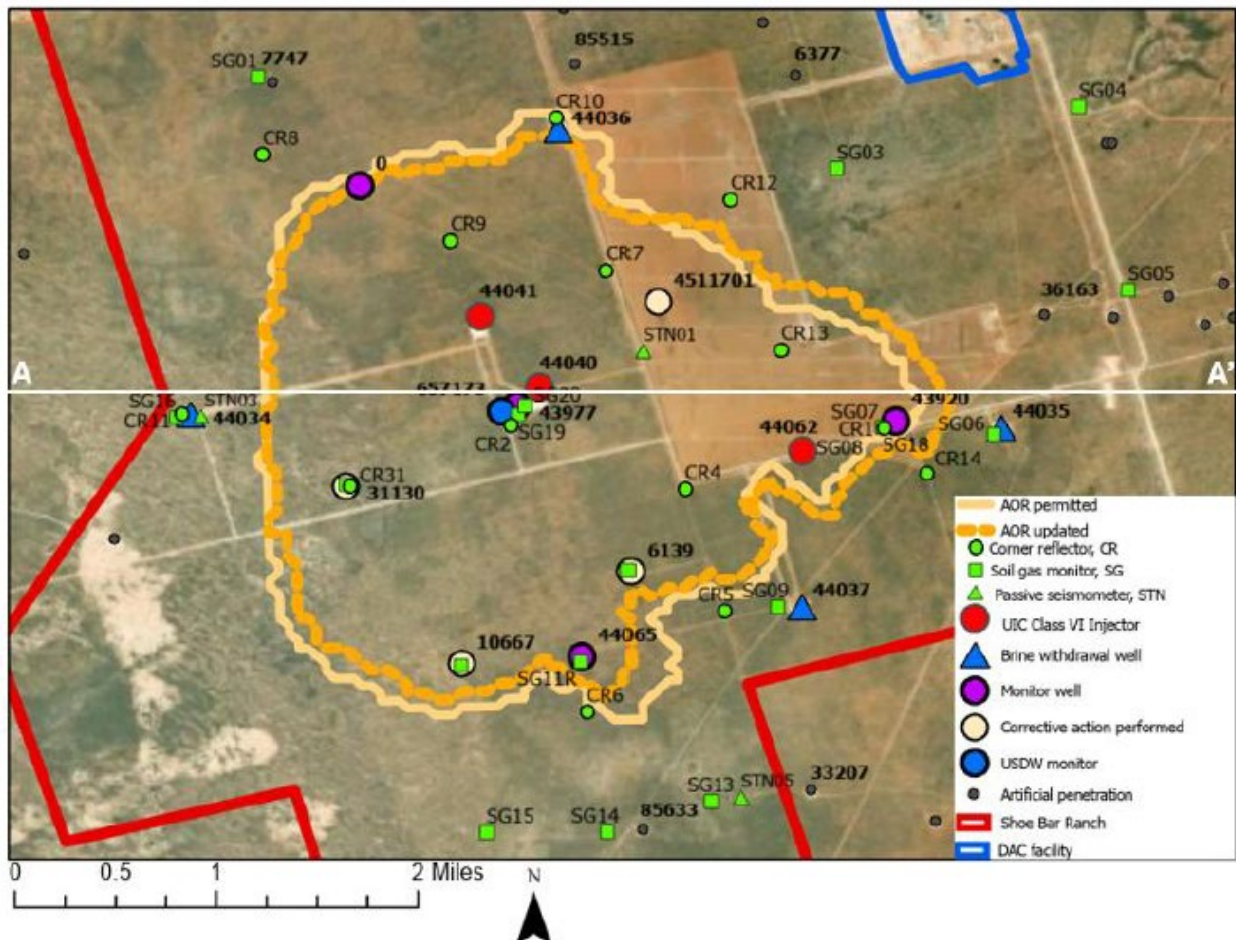 85515
SG01 7747
6377
SG04
CR10
44036
CR8
0
SG03
CR12
CR9
CR7
SG05
4511701
36163
44041
STN01
CR13
A
44040
A'
657173
SG20
43920
SG16 STN03
43977
SG07
44035
CR11
44034
SG19
44062
SG06
CR2
SG08
SG18
CR31
CR4
CR14
31130
AOR permitted
AOR updated
6139
Corner reflector, CR
Soil gas monitor, SG
CR5 SG09 44037
Passive seismometer, STN
10667
44065
UIC Class VI Injector
SG11R
Brine withdrawal well
CR6
Monitor well
Corrective action performed
SG13 STN05
33207
USDW monitor
85633
Artificial penetration
SG15
SG14
Shoe Bar Ranch
DAC facility
0 0.5 1 2 Miles
N